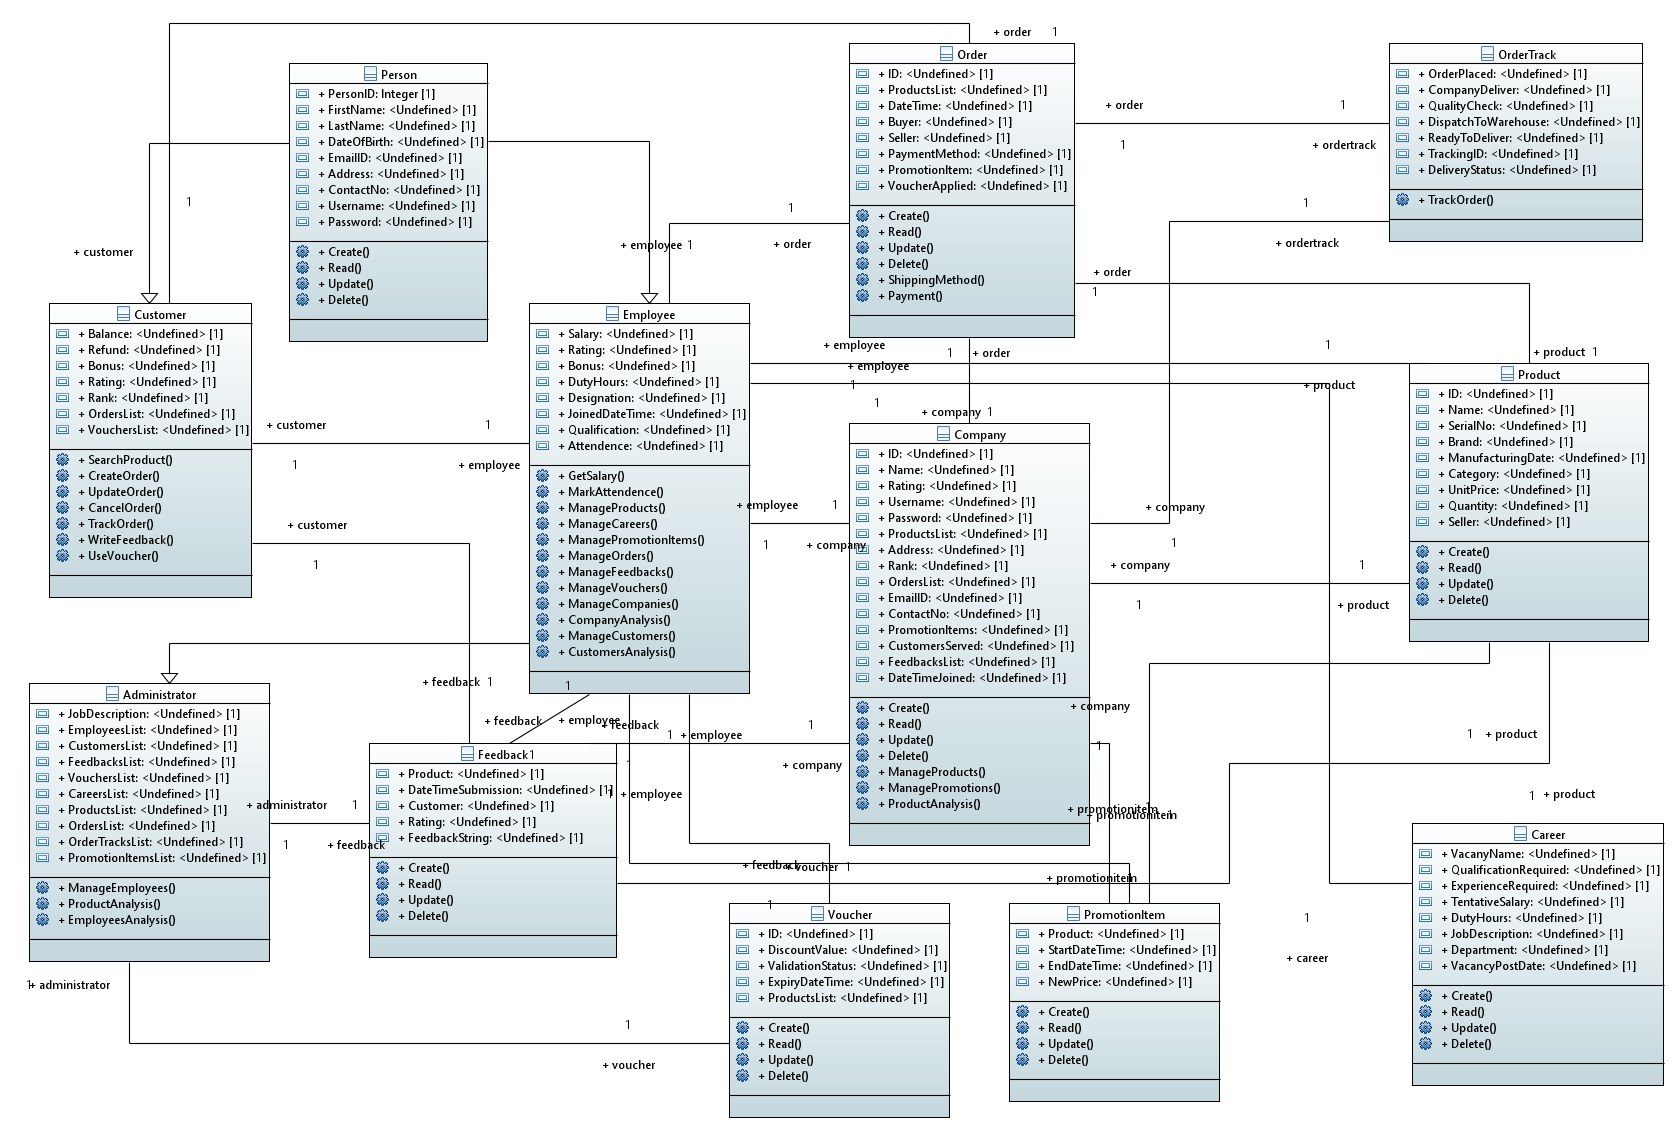 + order 1
Person
+ PersonID: Integer [1]
+ FirstName: <Undefined> [1]
+ LastName: <Undefined> [1]
+ DateOfBirth: <Undefined> [1]
+ EmailID: <Undefined> [1]
+ Address: <Undefined> [1]
+ ContactNo: <Undefined> [1]
+ Username: <Undefined> [1]
+ Password: <Undefined> [1]
+ Create()
+ Read()
+ Update()
+ Delete()
Order
+ ID: <Undefined> [1]
+ ProductsList: <Undefined> [1]
+ DateTime: <Undefined> [1]
+ Buyer: <Undefined> [1]
+ Seller: <Undefined> [1]
+ PaymentMethod: <Undefined> [1]
+ PromotionItem: <Undefined> [1]
+ VoucherApplied: <Undefined> [1]
+ Create()
+ Read()
+ Update()
+ Delete()
+ ShippingMethod()
+ Payment()
OrderTrack
+ OrderPlaced: <Undefined> [1]
+ CompanyDeliver: <Undefined> [1]
+ QualityCheck: <Undefined> [1]
+ DispatchToWarehouse: <Undefined> [1]
+ ReadyToDeliver: <Undefined> [1]
+ TrackingID: <Undefined> [1]
+ DeliveryStatus: <Undefined> [1]
+ TrackOrder()
+ order 1
1 + ordertrack
1
+ customer
+ employee 1
1
+ order
1
+ ordertrack
+ order
1
Customer
+ Balance: <Undefined> [1]
+ Refund: <Undefined> [1]
+ Bonus: <Undefined> [1]
+ Rating: <Undefined> [1]
+ Rank: <Undefined> [1]
+ OrdersList: <Undefined> [1]
+ VouchersList: <Undefined> [1]
+ SearchProduct()
+ CreateOrder()
+ UpdateOrder()
+ CancelOrder()
+ TrackOrder()
+ WriteFeedback()
+ UseVoucher()
Employee
+ Salary: <Undefined> [1]
+ Rating: <Undefined> [1]
+ Bonus: <Undefined> [1]
+ DutyHours: <Undefined> [1]
+ Designation: <Undefined> [1]
+ JoinedDateTime: <Undefined> [1]
+ Qualification: <Undefined> [1]
+ Attendence: <Undefined> [1]
+ GetSalary()
+ MarkAttendence()
+ ManageProducts()
+ ManageCareers()
+ ManagePromotionItems()
+ ManageOrders()
+ ManageFeedbacks()
+ ManageVouchers()
+ ManageCompanies()
+ CompanyAnalysis()
+ ManageCustomers()
+ CustomersAnalysis()
+ employee
1 + order
+ employee
1
1
1
+ product 1
+ product
+ company 1
+ customer 1
1 + employee
+ customer
1
+ employee 1
1 + company
Company
+ ID: <Undefined> [1]
+ Name: <Undefined> [1]
+ Rating: <Undefined> [1]
+ Username: <Undefined> [1]
+ Password: <Undefined> [1]
+ ProductsList: <Undefined> [1]
+ Address: <Undefined> [1]
+ Rank: <Undefined> [1]
+ OrdersList: <Undefined> [1]
+ EmailID: <Undefined> [1]
+ ContactNo: <Undefined> [1]
+ PromotionItems: <Undefined> [1]
+ CustomersServed: <Undefined> [1]
+ FeedbacksList: <Undefined> [1]
+ DateTimeJoined: <Undefined> [1]
+ Create()
+ Read()
+ Update()
+ Delete()
+ ManageProducts()
+ ManagePromotions()
+ ProductAnalysis()
Product
+ ID: <Undefined> [1]
+ Name: <Undefined> [1]
+ SerialNo: <Undefined> [1]
+ Brand: <Undefined> [1]
+ ManufacturingDate: <Undefined> [1]
+ Category: <Undefined> [1]
+ UnitPrice: <Undefined> [1]
+ Quantity: <Undefined> [1]
+ Seller: <Undefined> [1]
+ Create()
+ Read()
+ Update()
+ Delete()
+ company
1
+ company 1
1 + product
Administrator
+ JobDescription: <Undefined> [1]
+ EmployeesList: <Undefined> [1]
+ CustomersList: <Undefined> [1]
+ FeedbacksList: <Undefined> [1]
+ VouchersList: <Undefined> [1]
+ CareersList: <Undefined> [1]
+ ProductsList: <Undefined> [1]
+ OrdersList: <Undefined> [1]
+ OrderTracksList: <Undefined> [1]
+ PromotionItemsList: <Undefined> [1]
+ ManageEmployees()
+ ProductAnalysis()
+ EmployeesAnalysis()
+ feedback 1
1
+ feedback
+ employee
+ feedback
1
+ employee
1
+ company
+ company
1
1 + product
1 + product
Feedback1
+ Product: <Undefined> [1]
+ DateTimeSubmission: <Undefined> [1]
+ Customer: <Undefined> [1]
+ Rating: <Undefined> [1]
+ FeedbackString: <Undefined> [1]
+ Create()
+ Read()
+ Update()
+ Delete()
1
1
+ employee
+ administrator 1
1 + feedback
+ promotionitem
1
+ promotionitem
+ feedback
+ voucher 1
+ promotionitem
1
Voucher
+ ID: <Undefined> [1]
+ DiscountValue: <Undefined> [1]
+ ValidationStatus: <Undefined> [1]
+ ExpiryDateTime: <Undefined> [1]
+ ProductsList: <Undefined> [1]
+ Create()
+ Read()
+ Update()
+ Delete()
PromotionItem
+ Product: <Undefined> [1]
+ StartDateTime: <Undefined> [1]
+ EndDateTime: <Undefined> [1]
+ NewPrice: <Undefined> [1]
+ Create()
+ Read()
+ Update()
+ Delete()
1
+ career
Career
+ VacanyName: <Undefined> [1]
+ QualificationRequired: <Undefined> [1]
+ ExperienceRequired: <Undefined> [1]
+ TentativeSalary: <Undefined> [1]
+ DutyHours: <Undefined> [1]
+ JobDescription: <Undefined> [1]
+ Department: <Undefined> [1]
+ VacancyPostDate: <Undefined> [1]
+ Create()
+ Read()
+ Update()
+ Delete()
1
+ administrator
1
+ voucher